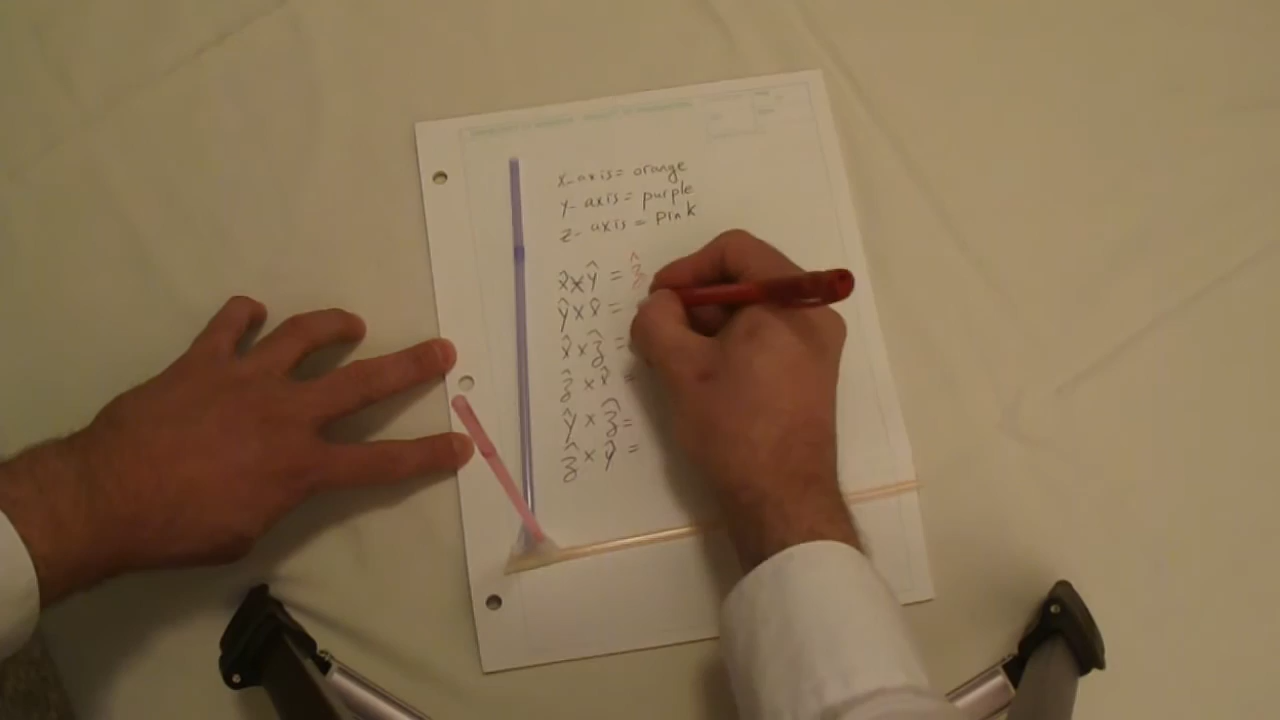 x-axis = orange
y-axis = purple
z-axis = pink
x̂ × ŷ = ẑ
ŷ × x̂ =
x̂ × ẑ =
ẑ × x̂ =
ŷ × ẑ =
ẑ × ŷ =